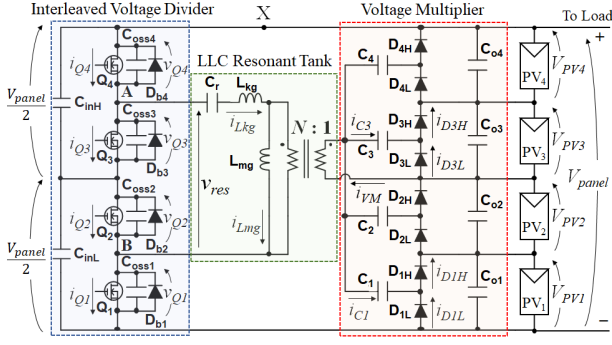 Interleaved Voltage Divider
Voltage Multiplier
X
To Load
LLC Resonant Tank
Coss4
iQ4
Q4
vQ4
Db4
A
Vpanel
2
CinH
Coss3
iQ3
Q3
vQ3
Db3
Coss2
iQ2
Q2
vQ2
Db2
B
Vpanel
2
CinL
Coss1
iQ1
Q1
vQ1
Db1
Cr
Lkg
iLkg
N : 1
Lmg
vres
iLmg
C4
D4H
D4L
Co4
iC3
C3
D3H
D3L
iD3H
iD3L
Co3
iVM
C2
D2H
D2L
Co2
C1
iC1
D1H
D1L
iD1H
iD1L
Co1
+
PV4
VPV4
PV3
VPV3
Vpanel
PV2
VPV2
PV1
VPV1
−